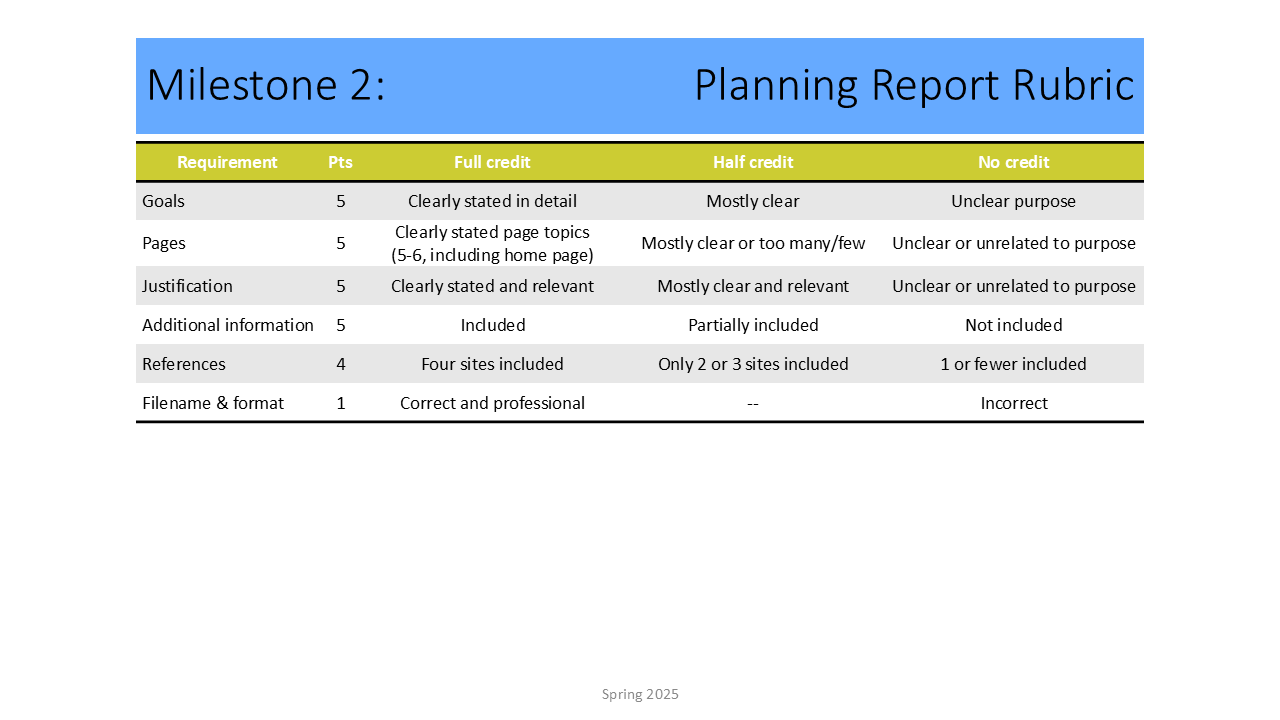 Milestone 2: Planning Report Rubric
Requirement Pts Full credit Half credit No credit
Goals 5 Clearly stated in detail Mostly clear Unclear purpose
Pages 5 Clearly stated page topics
(5-6, including home page) Mostly clear or too many/few Unclear or unrelated to purpose
Justification 5 Clearly stated and relevant Mostly clear and relevant Unclear or unrelated to purpose
Additional information 5 Included Partially included Not included
References 4 Four sites included Only 2 or 3 sites included 1 or fewer included
Filename & format 1 Correct and professional -- Incorrect
Spring 2025